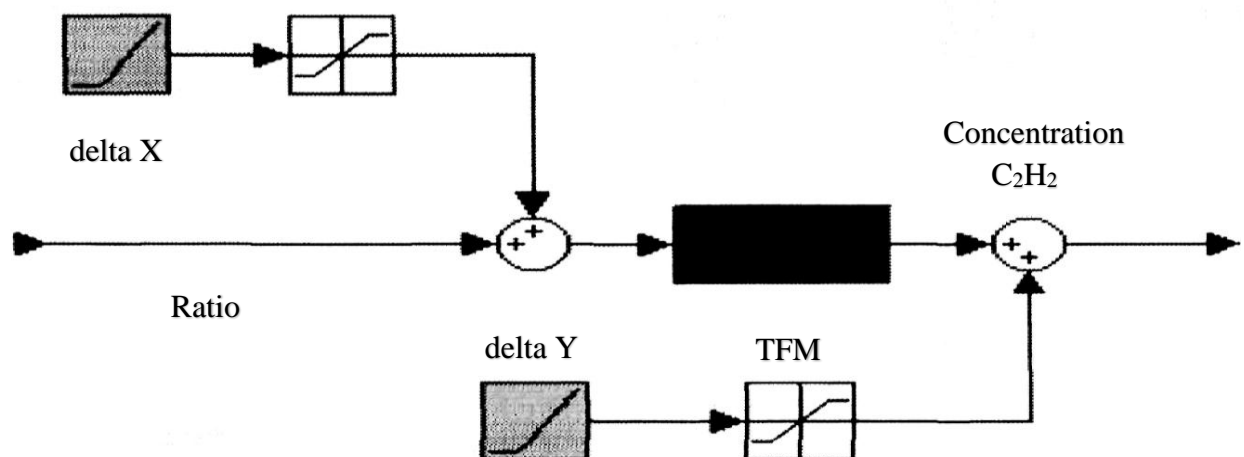 delta X
Concentration
C₂H₂
+
+
+
+
Ratio
delta Y
TFM